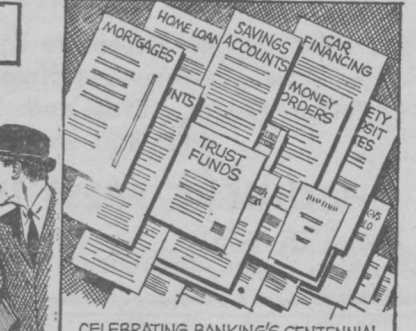 HOME LOAN
MORTGAGES
SAVINGS
ACCOUNTS
CAR
FINANCING
MONEY
ORDERS
TRUST
FUNDS
CELEBRATING BANKING'S CENTENNIAL